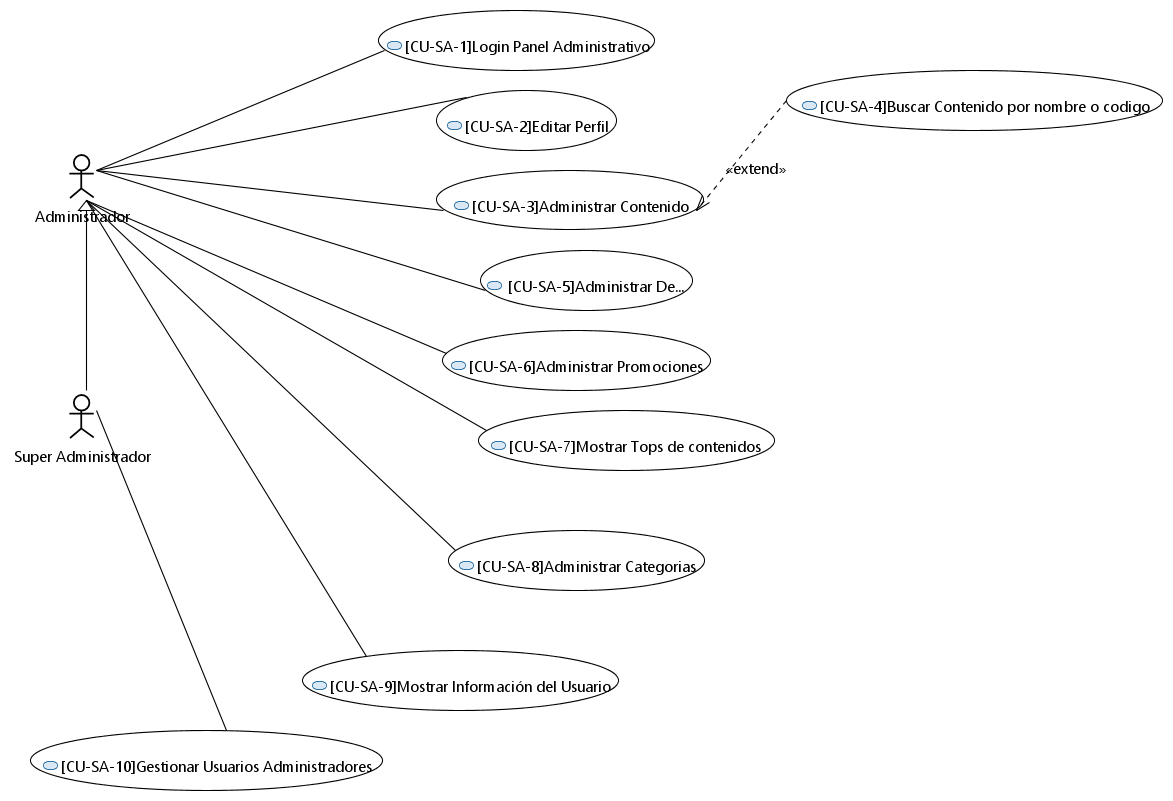 [CU-SA-1]Login Panel Administrativo
[CU-SA-4]Buscar Contenido por nombre o codigo
[CU-SA-2]Editar Perfil
«extend»
[CU-SA-3]Administrar Contenido
Administrador
[CU-SA-5]Administrar De...
[CU-SA-6]Administrar Promociones
[CU-SA-7]Mostrar Tops de contenidos
Super Administrador
[CU-SA-8]Administrar Categorias
[CU-SA-9]Mostrar Información del Usuario
[CU-SA-10]Gestionar Usuarios Administradores